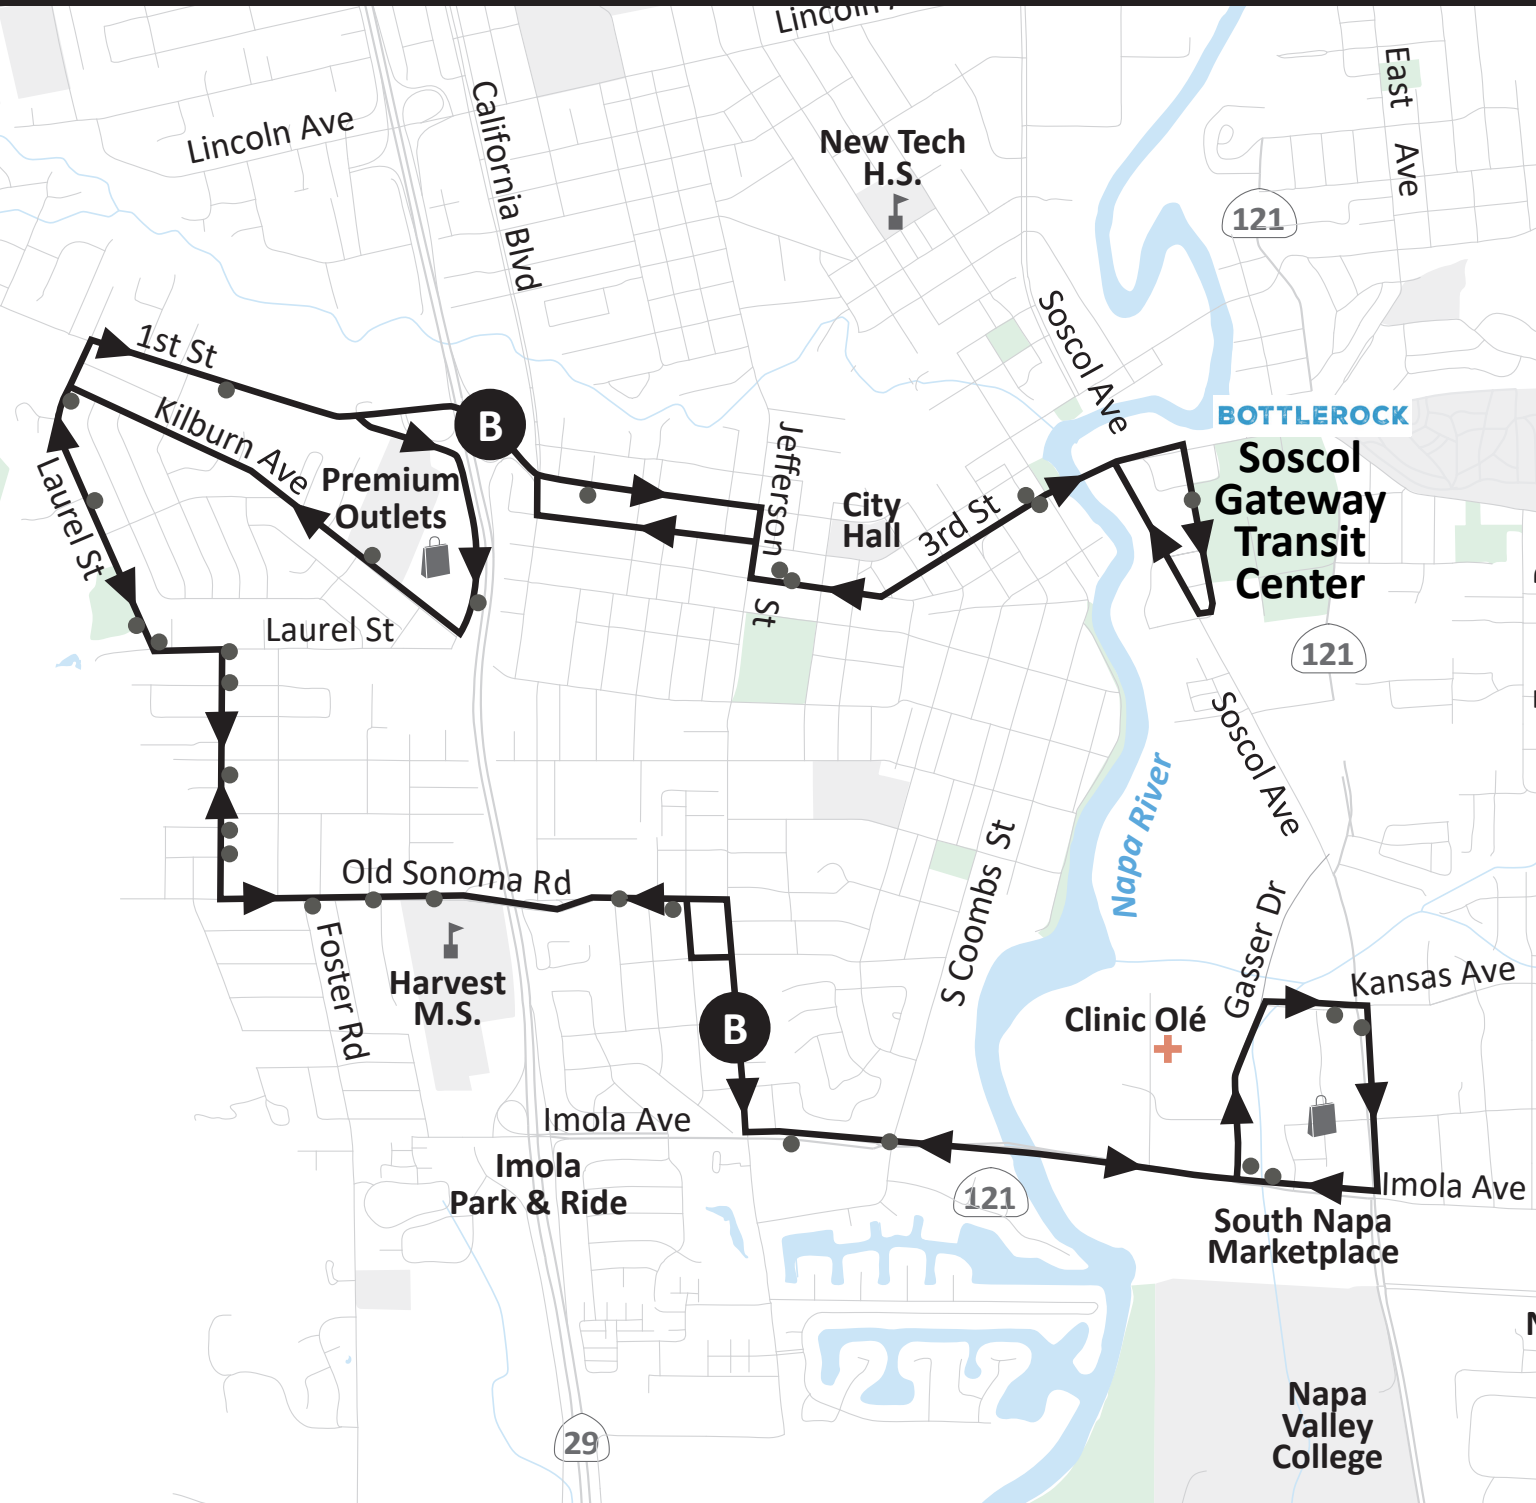 Lincoln
Lincoln Ave
California Blvd
New Tech
H.S.
East Ave
121
Soscol Ave
1st St
Kilburn Ave
Laurel St
Premium
Outlets
B
Jefferson St
City
Hall
3rd St
BOTTLEROCK
Soscol
Gateway
Transit
Center
121
Laurel St
Soscol Ave
Napa River
Old Sonoma Rd
S Coombs St
Foster Rd
Harvest
M.S.
B
Clinic Olé
Gasser Dr
Kansas Ave
Imola Ave
Imola
Park & Ride
121
Imola Ave
South Napa
Marketplace
Napa
Valley
College
29